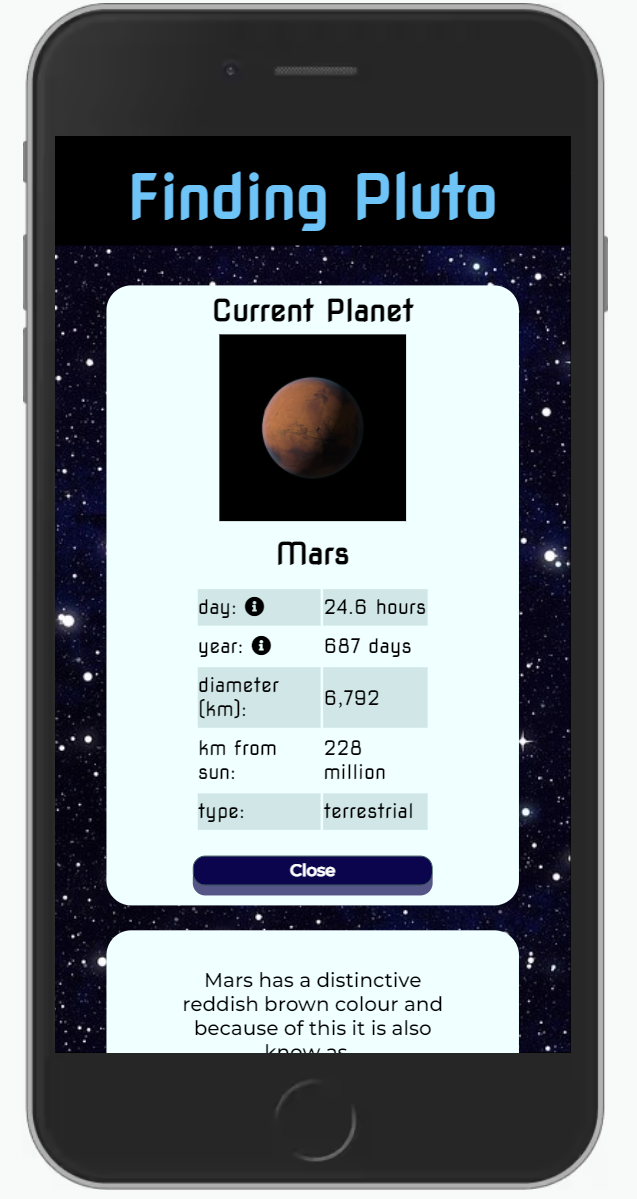 Finding Pluto
Current Planet
Mars
day: 24.6 hours
year: 687 days
diameter
(km): 6,792
km from
sun: 228
million
type: terrestrial
Close
Mars has a distinctive
reddish brown colour and
because of this it is also
know as